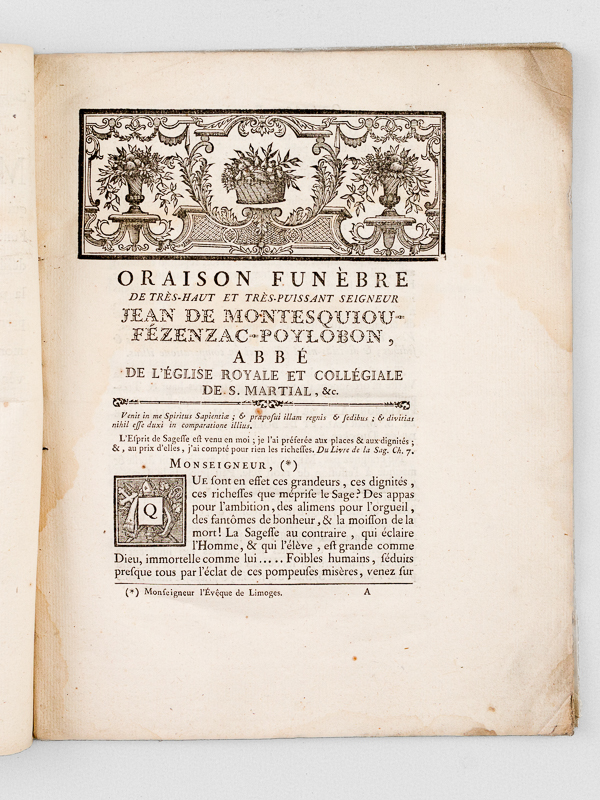 ORAISON FUNÈBRE
DE TRÈS-HAUT ET TRÈS-PUISSANT SEIGNEUR
JEAN DE MONTESQUIOU-
FÉZENZAC-POYLOBON,
ABBÉ
DE L'ÉGLISE ROYALE ET COLLÉGIALE
DE S. MARTIAL, &c.
Venit in me Spiritus Sapientiæ ; & præposui illam regnis & sedibus ; & divitias
nihil esse duxi in comparatione illius.
L'Esprit de Sagesse est venu en moi ; je l'ai préférée aux places & aux dignités ;
&, au prix d'elles, j'ai compté pour rien les richesses. Du Livre de la Sag. Ch. 7.
MONSEIGNEUR, (*)
QUE sont en effet ces grandeurs, ces dignités,
ces richesses que méprise le Sage ? Des appas
pour l'ambition, des alimens pour l'orgueil,
des fantômes de bonheur, & la moisson de la
mort ! La Sagesse au contraire, qui éclaire
l'Homme, & qui l'élève, est grande comme
Dieu, immortelle comme lui ..... Foibles humains, séduits
presque tous par l'éclat de ces pompeuses misères, venez sur
(*) Monseigneur l'Evêque de Limoges. A